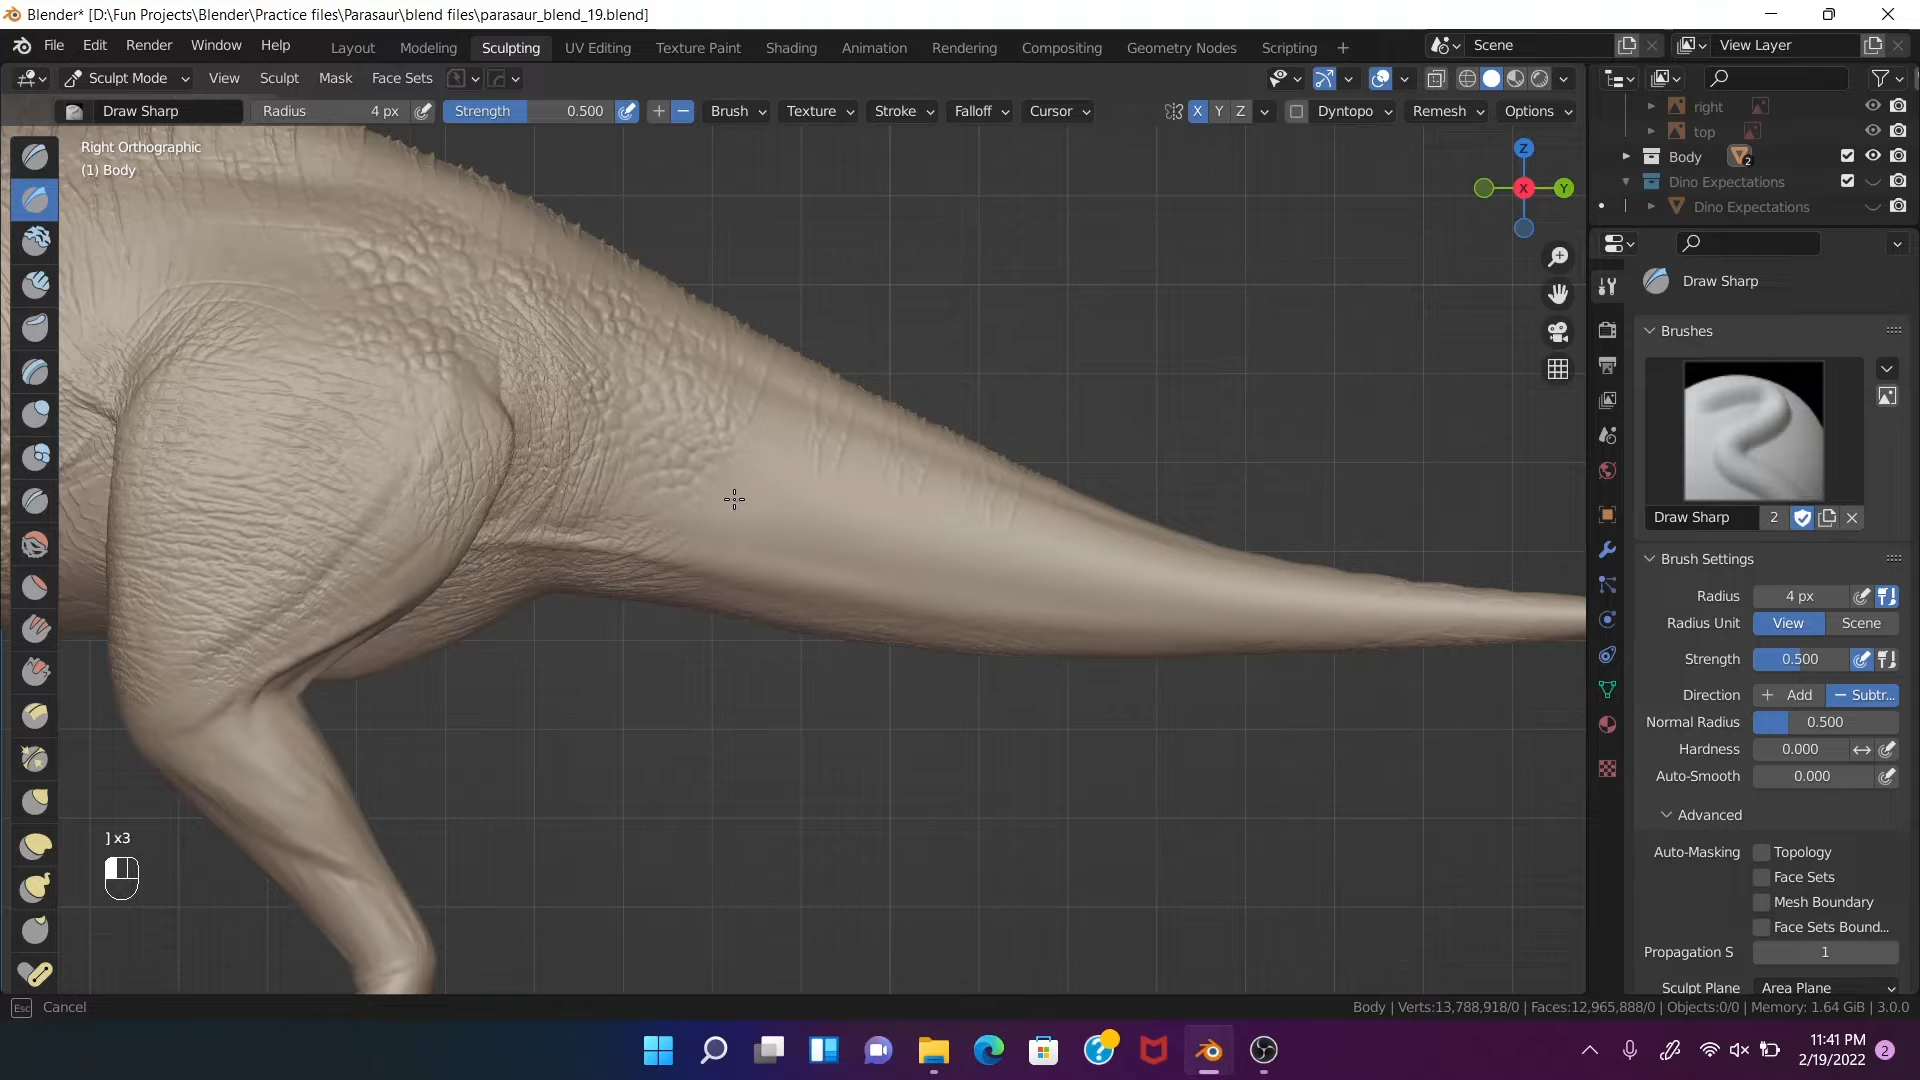 Blender* [D:\Fun Projects\Blender\Practice files\Parasaur\blend files\parasaur_blend_19.blend]
File Edit Render Window Help Layout Modeling Sculpting UV Editing Texture Paint Shading Animation Rendering Compositing Geometry Nodes Scripting + Scene View Layer
Sculpt Mode View Sculpt Mask Face Sets
Draw Sharp Radius 4 px Strength 0.500 + − Brush Texture Stroke Falloff Cursor X Y Z Dyntopo Remesh Options
Right Orthographic
(1) Body
Z
X Y
right
top
Body 2
Dino Expectations
Dino Expectations
Draw Sharp
Brushes
Draw Sharp 2
Brush Settings
Radius 4 px
Radius Unit View Scene
Strength 0.500
Direction + Add − Subtr...
Normal Radius 0.500
Hardness 0.000
Auto-Smooth 0.000
Advanced
Auto-Masking Topology
Face Sets
Mesh Boundary
Face Sets Bound...
Propagation S 1
Sculpt Plane Area Plane
] x3
Esc Cancel
Body | Verts:13,788,918/0 | Faces:12,965,888/0 | Objects:0/0 | Memory: 1.64 GiB | 3.0.0
11:41 PM
2/19/2022 2